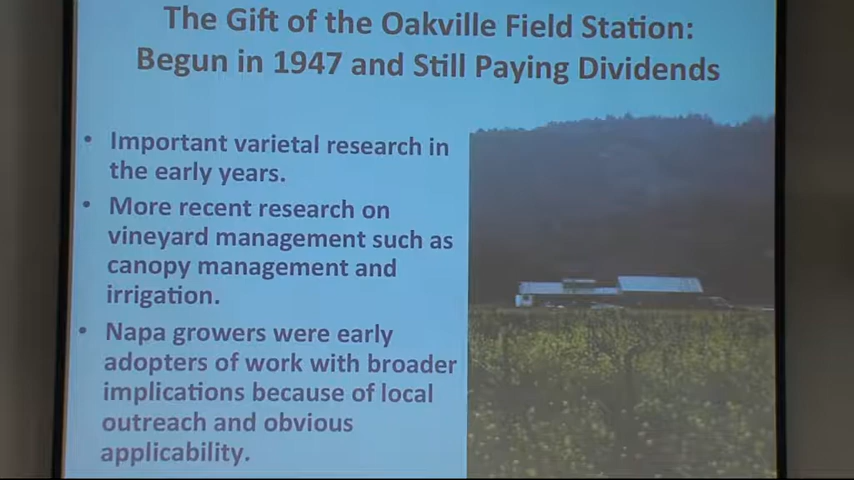 The Gift of the Oakville Field Station:
Begun in 1947 and Still Paying Dividends
• Important varietal research in
the early years.
• More recent research on
vineyard management such as
canopy management and
irrigation.
• Napa growers were early
adopters of work with broader
implications because of local
outreach and obvious
applicability.